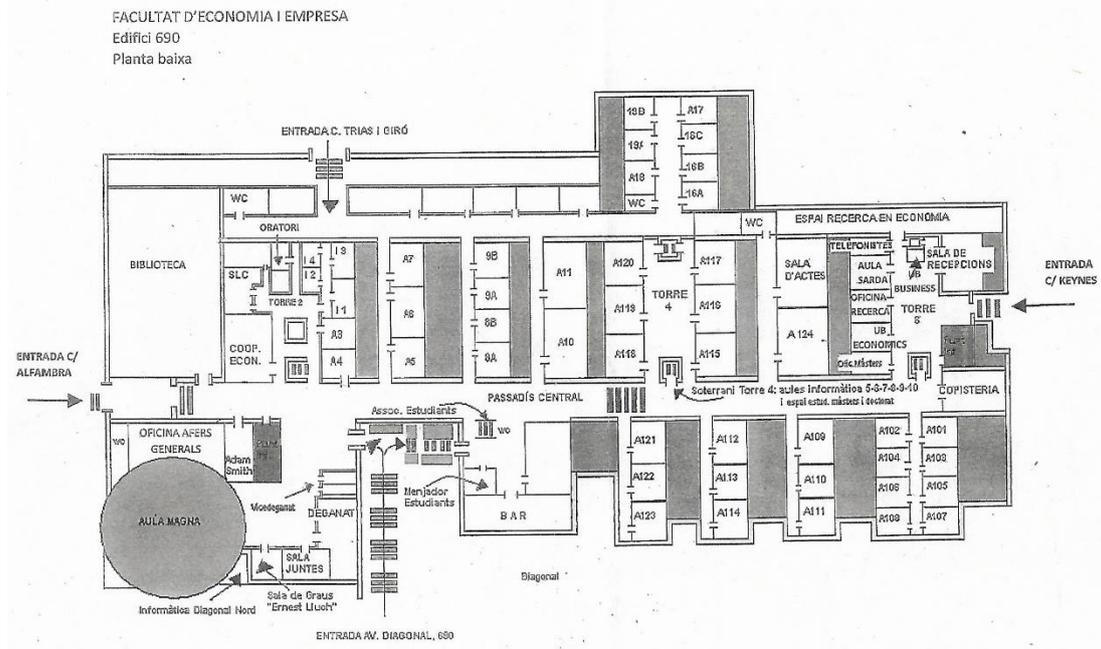 FACULTAT D'ECONOMIA I EMPRESA
Edifici 690
Planta baixa
ENTRADA C. TRIAS I GIRÓ
19B
A17
19A
18C
A18
16B
WC
16A
WC
ORATORI
WC
ESPAI RECERCA EN ECONOMIA
BIBLIOTECA
SLC
I 4
I 2
I 3
I 1
TORRE 2
A3
A4
COOP.
ECON.
A7
A6
A5
9B
9A
8B
8A
A11
A10
A120
A119
A118
TORRE
4
A117
A116
A115
SALA
D'ACTES
A 124
TELEFONISTES
AULA
SARDA
OFICINA
RECERCA
UB
ECONOMICS
Ofic.Màsters
UB
BUSINESS
SALA DE
RECEPCIONS
TORRE
ENTRADA
C/ KEYNES
Punt
Inf.
COPISTERIA
ENTRADA C/
ALFAMBRA
PASSADÍS CENTRAL
Soterrani Torre 4: aules informàtica 5-6-7-8-9-10
i espai estud. màsters i doctorat
Assoc. Estudiants
wc
wc
OFICINA AFERS
GENERALS
Adam
Smith
Punt
Inf.
Menjador
Estudiants
BAR
A121
A122
A123
A112
A113
A114
A109
A110
A111
A102
A104
A106
A108
A101
A103
A105
A107
Vicedeganat
DEGANAT
AULA MAGNA
SALA
JUNTES
Informàtica Diagonal Nord
Sala de Graus
"Ernest Lluch"
Diagonal
ENTRADA AV. DIAGONAL, 690